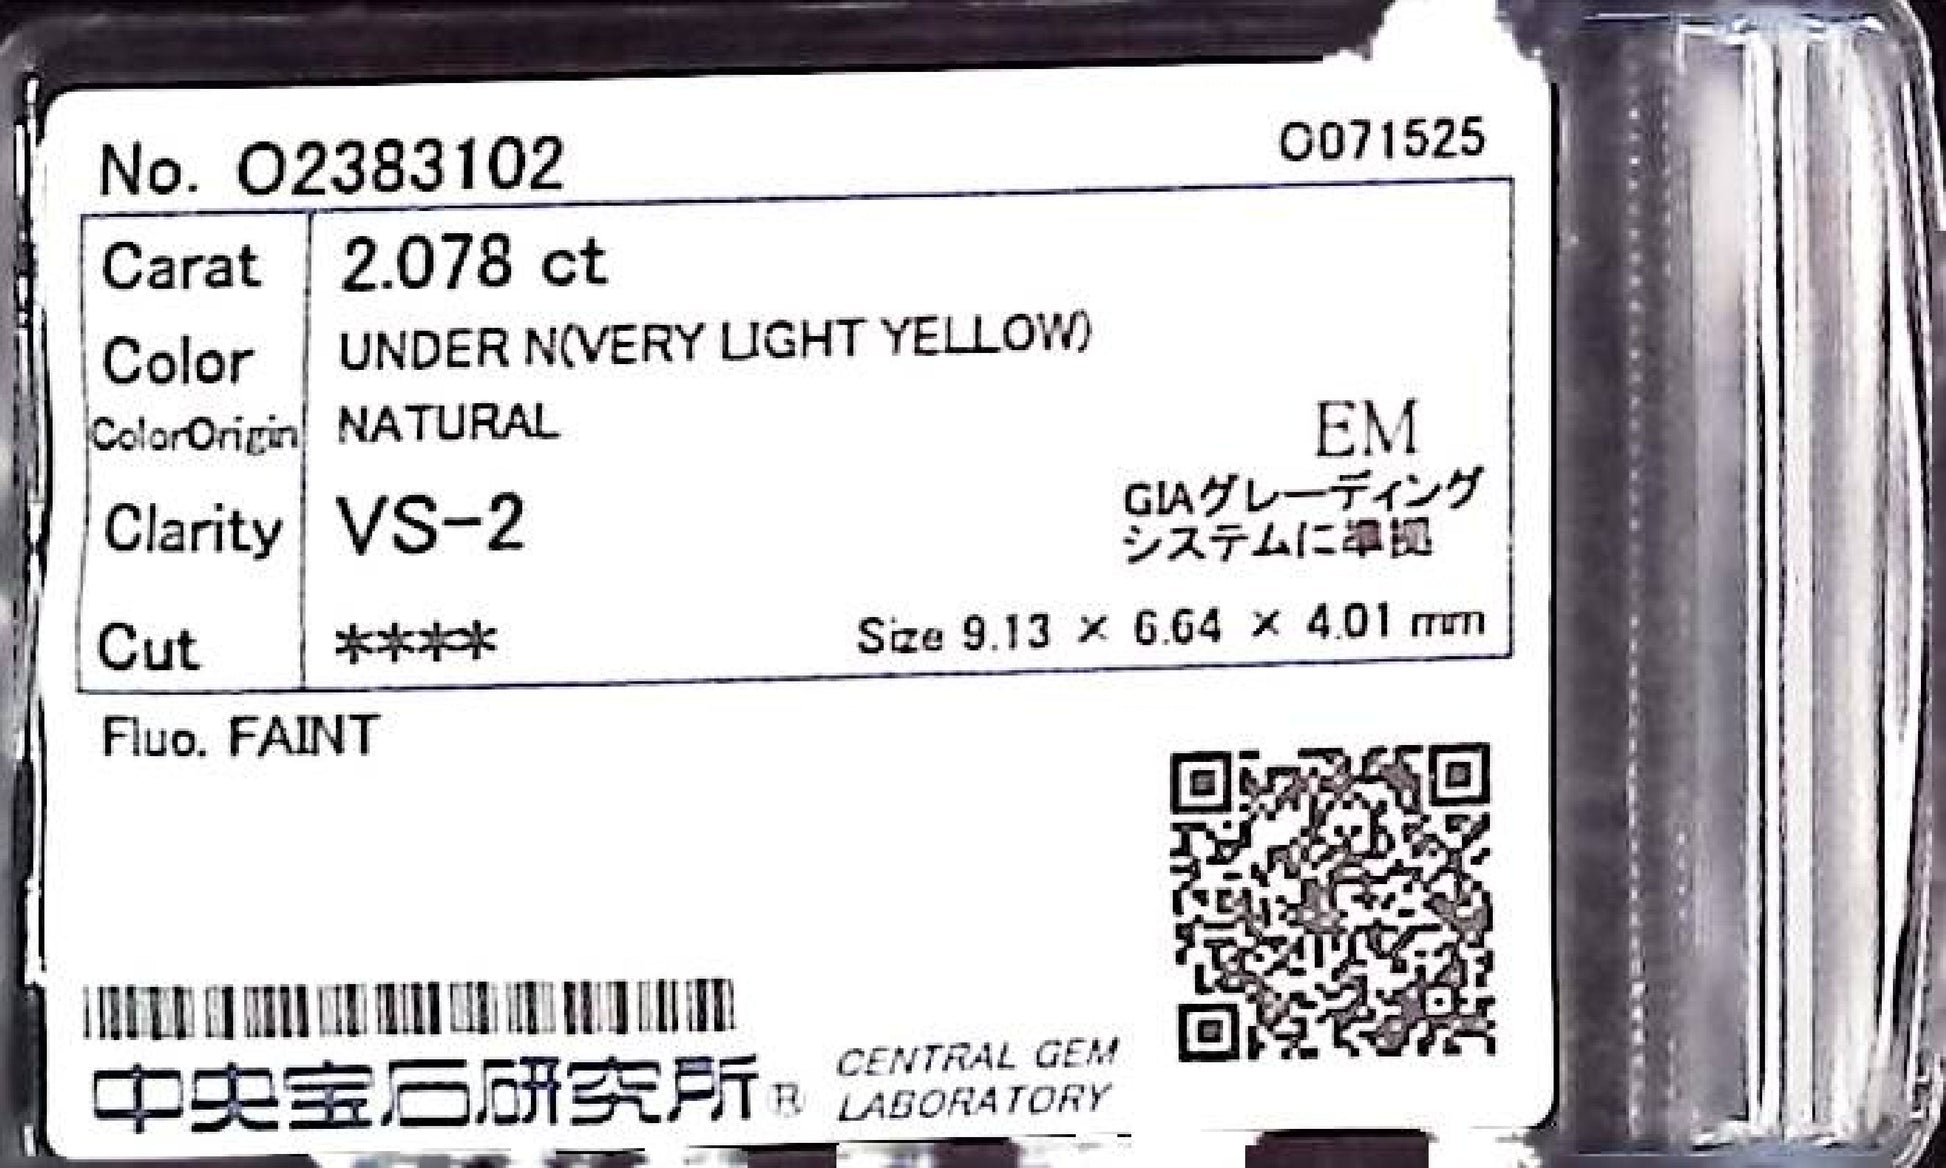 No. O2383102
O071525
Carat 2.078 ct
Color UNDER N(VERY LIGHT YELLOW)
ColorOrigin NATURAL
EM
GIAグレーディング
システムに準拠
Clarity VS-2
Cut ****
Size 9.13 × 6.64 × 4.01 mm
Fluo. FAINT
中央宝石研究所®
CENTRAL GEM
LABORATORY